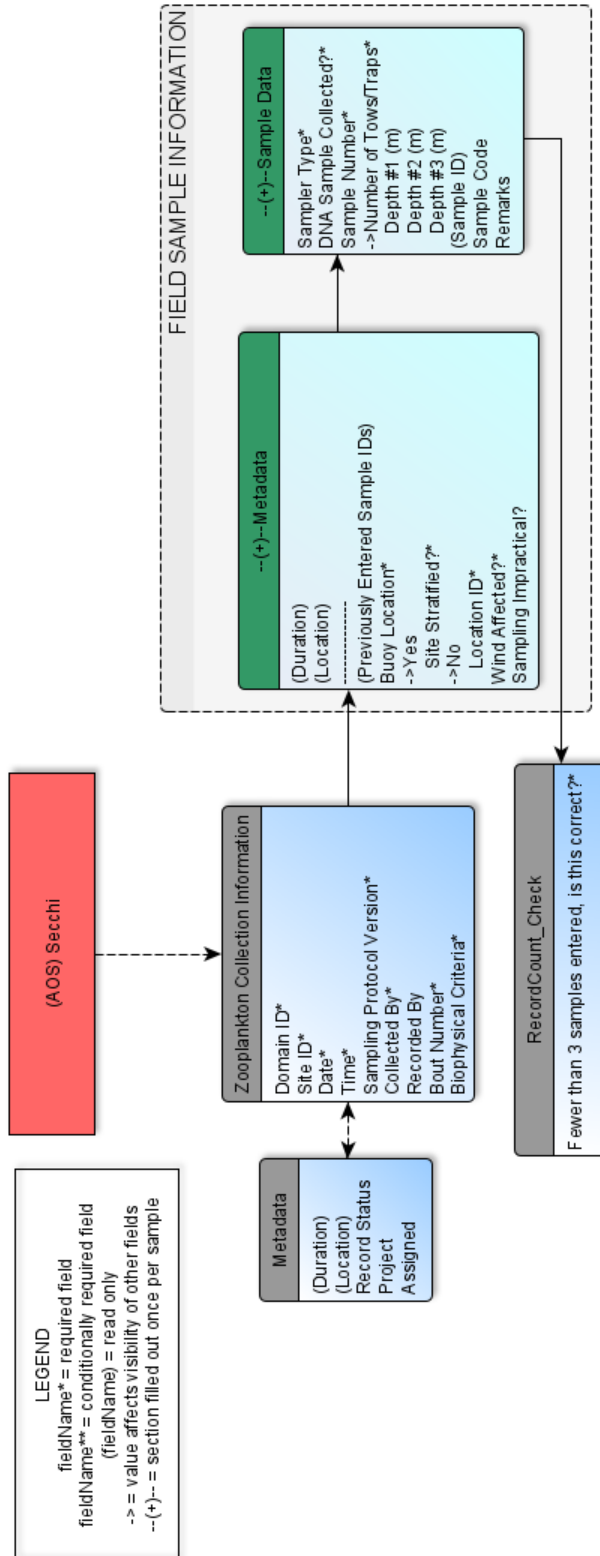 LEGEND
fieldName* = required field
fieldName** = conditionally required field
(fieldName) = read only
-> = value affects visibility of other fields
--(+)-- = section filled out once per sample
(AOS) Secchi
Metadata
(Duration)
(Location)
Record Status
Project
Assigned
Zooplankton Collection Information
Domain ID*
Site ID*
Date*
Time*
Sampling Protocol Version*
Collected By*
Recorded By
Bout Number*
Biophysical Criteria*
FIELD SAMPLE INFORMATION
--(+)--Metadata
(Duration)
(Location)
--------------------
(Previously Entered Sample IDs)
Buoy Location*
->Yes
Site Stratified?*
->No
Location ID*
Wind Affected?*
Sampling Impractical?
--(+)--Sample Data
Sampler Type*
DNA Sample Collected?*
Sample Number*
->Number of Tows/Traps*
Depth #1 (m)
Depth #2 (m)
Depth #3 (m)
(Sample ID)
Sample Code
Remarks
RecordCount_Check
Fewer than 3 samples entered, is this correct?*